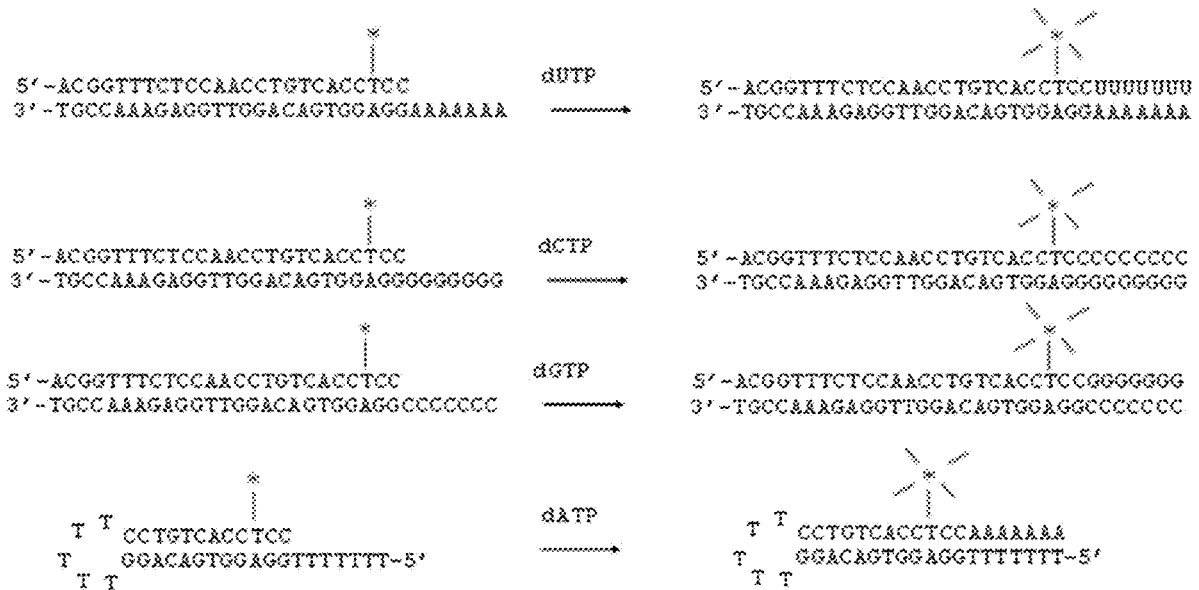 *
*
5'-ACGGTTTCTCCAACCTGTCACCTCC
dUTP
5'-ACGGTTTCTCCAACCTGTCACCTCCUUUUUUU
3'-TGCCAAAGAGGTTGGACAGTGGAGGAAAAAAA
3'-TGCCAAAGAGGTTGGACAGTGGAGGAAAAAAA
*
*
5'-ACGGTTTCTCCAACCTGTCACCTCC
dCTP
5'-ACGGTTTCTCCAACCTGTCACCTCCCCCCCCC
3'-TGCCAAAGAGGTTGGACAGTGGAGGGGGGGGG
3'-TGCCAAAGAGGTTGGACAGTGGAGGGGGGGGG
*
*
5'-ACGGTTTCTCCAACCTGTCACCTCC
dGTP
5'-ACGGTTTCTCCAACCTGTCACCTCCGGGGGGG
3'-TGCCAAAGAGGTTGGACAGTGGAGGCCCCCCC
3'-TGCCAAAGAGGTTGGACAGTGGAGGCCCCCCC
*
*
T T CCTGTCACCTCC
dATP
T T CCTGTCACCTCCAAAAAAA
T GGACAGTGGAGGTTTTTTT-5'
T GGACAGTGGAGGTTTTTTT-5'
T T
T T